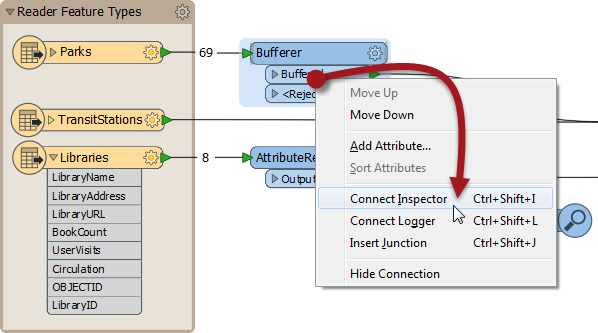 Reader Feature Types
Parks
69
Bufferer
Buffered
<Rejec
TransitStations
Libraries
8
AttributeRe
Output
LibraryName
LibraryAddress
LibraryURL
BookCount
UserVisits
Circulation
OBJECTID
LibraryID
Move Up
Move Down
Add Attribute...
Sort Attributes
Connect Inspector Ctrl+Shift+I
Connect Logger Ctrl+Shift+L
Insert Junction Ctrl+Shift+J
Hide Connection